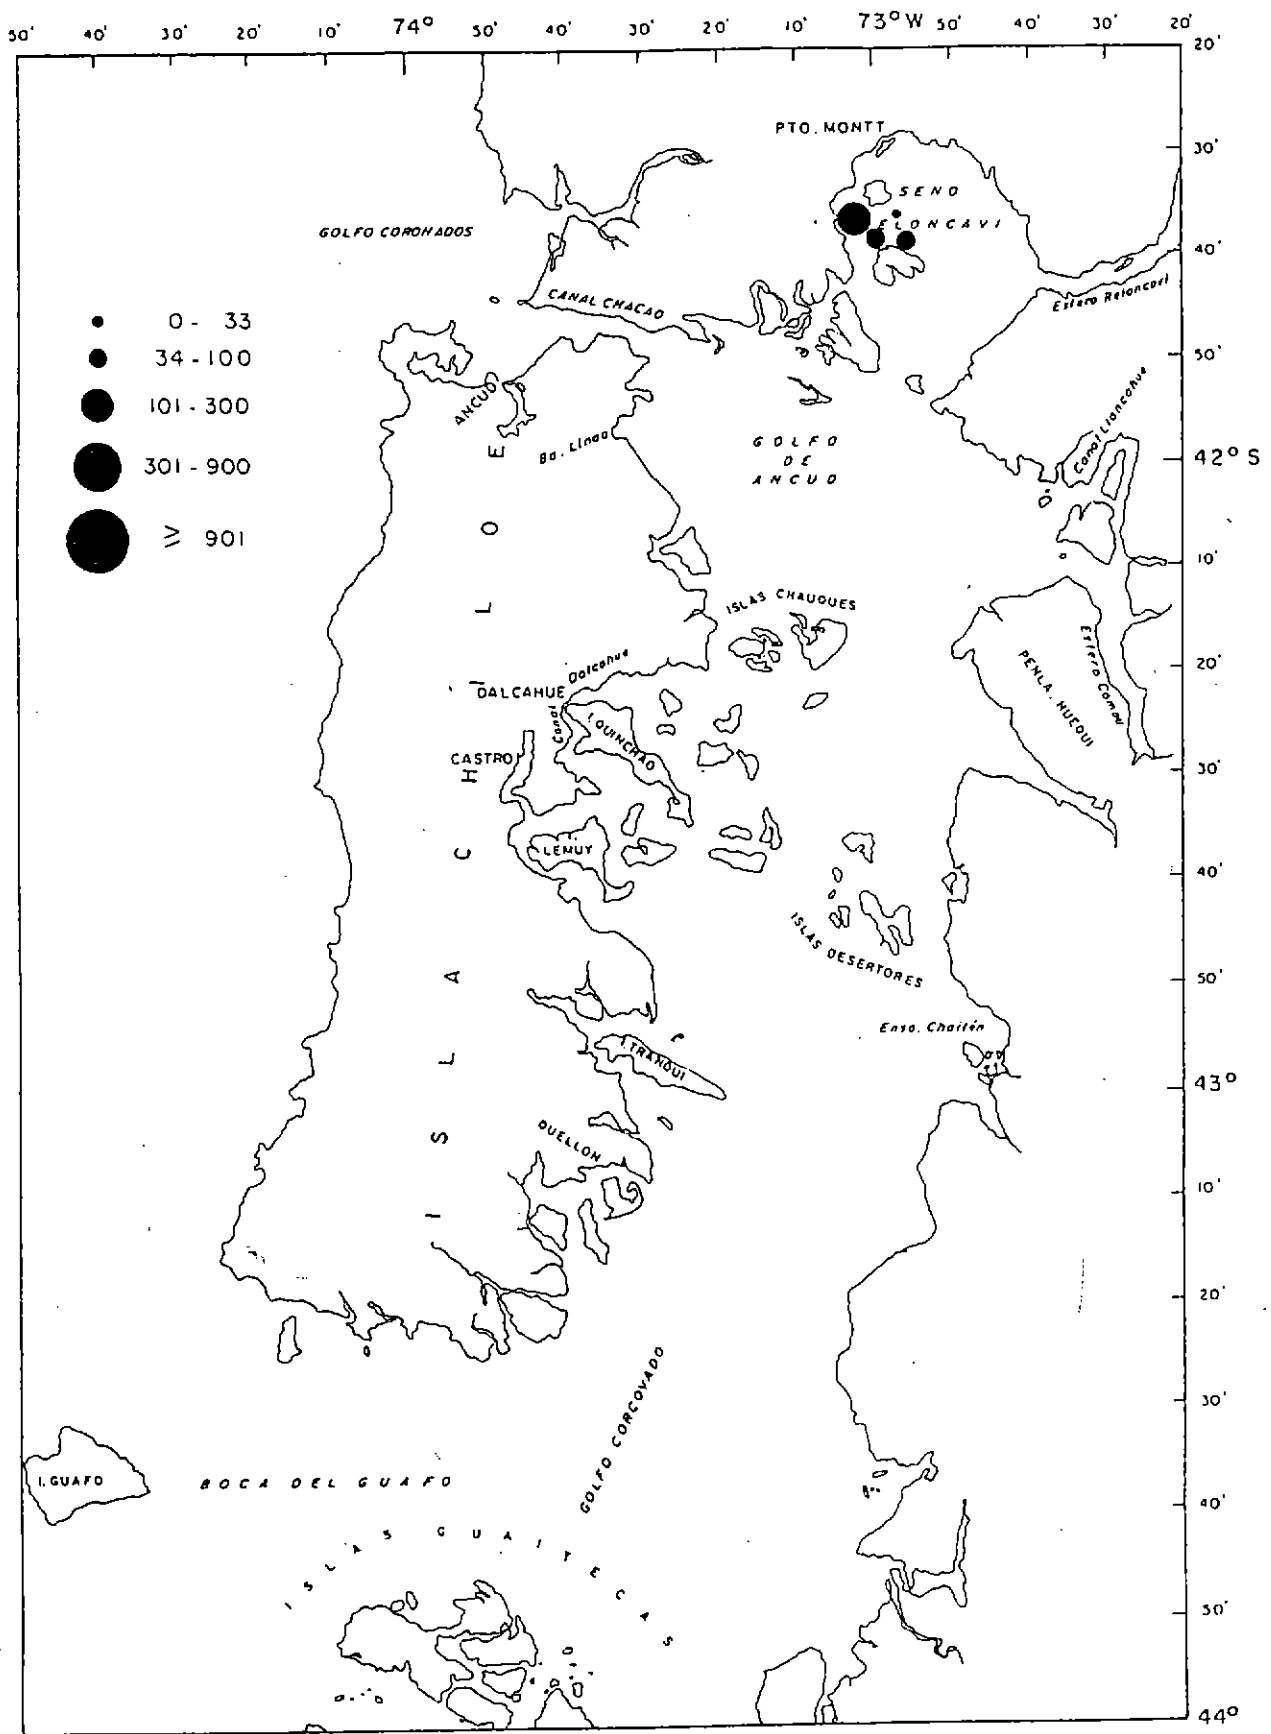 50' 40' 30' 20' 74° 50' 40' 30' 20' 10' 73°W 50' 40' 30' 20'
20'
PTO. MONTT
30'
SENO
ELONCAVI
GOLFO CORONADOS
40'
CANAL CHACAO
Estero Reloncavi
0 - 33
34 - 100
101 - 300
301 - 900
≥ 901
50'
ANCUD
Ba. Linao
GOLFO
DE
ANCUD
Canal Llancahue
42°S
10'
ISLAS CHAUQUES
Estero Comau
PENLA. HUEQUI
20'
Canal Dalcahue
DALCAHUE
I. QUINCHAO
CASTRO
30'
LEMUY
40'
ISLAS DESERTORES
50'
Ensa. Chaitén
I. TRANQUI
43°
ISLA CHILOE
QUELLON
10'
20'
GOLFO CORCOVADO
30'
I. GUAFO
BOCA DEL GUAFO
40'
ISLAS GUAITECAS
50'
44°